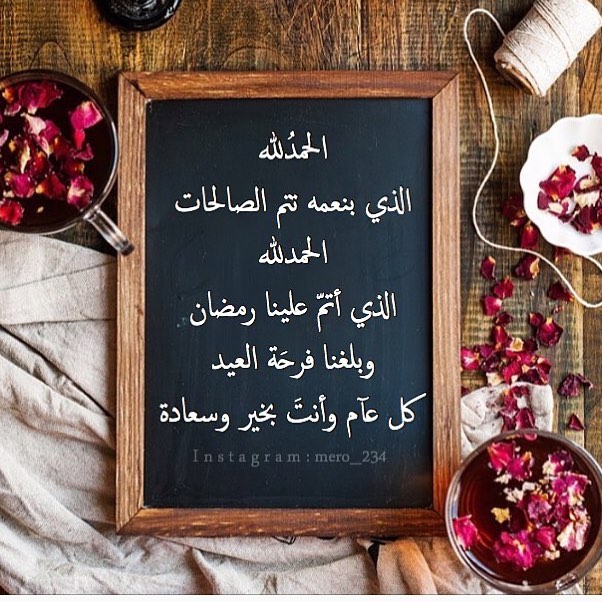 الحمدُلله
الذي بنعمه تتم الصالحات
الحمدلله
الذي أتمّ علينا رمضان
وبلغنا فرحَة العيد
كل عآم وأنتَ بخير وسعادة
Instagram:mero_234